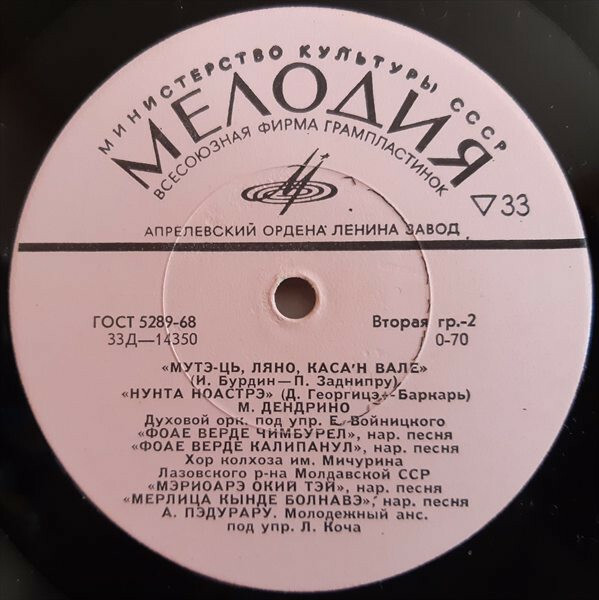 МИНИСТЕРСТВО КУЛЬТУРЫ СССР
МЕЛОДИЯ
ВСЕСОЮЗНАЯ ФИРМА ГРАМПЛАСТИНОК
33
АПРЕЛЕВСКИЙ ОРДЕНА ЛЕНИНА ЗАВОД
ГОСТ 5289-68
Вторая гр.-2
33Д—14350
0-70
«МУТЭ-ЦЬ, ЛЯНО, КАСА'Н ВАЛЕ»
(И. Бурдин — П. Заднипру)
«НУНТА НОАСТРЭ» (Д. Георгицэ—Баркарь)
М. ДЕНДРИНО
Духовой орк. под упр. Е. Войницкого
«ФОАЕ ВЕРДЕ ЧИМБУРЕЛ», нар. песня
«ФОАЕ ВЕРДЕ КАЛИПАНУЛ», нар. песня
Хор колхоза им. Мичурина
Лазовского р-на Молдавской ССР
«МЭРИОАРЭ ОКИЙ ТЭЙ», нар. песня
«МЕРЛИЦА КЫНДЕ БОЛНАВЭ», нар. песня
А. ПЭДУРАРУ. Молодежный анс.
под упр. Л. Коча